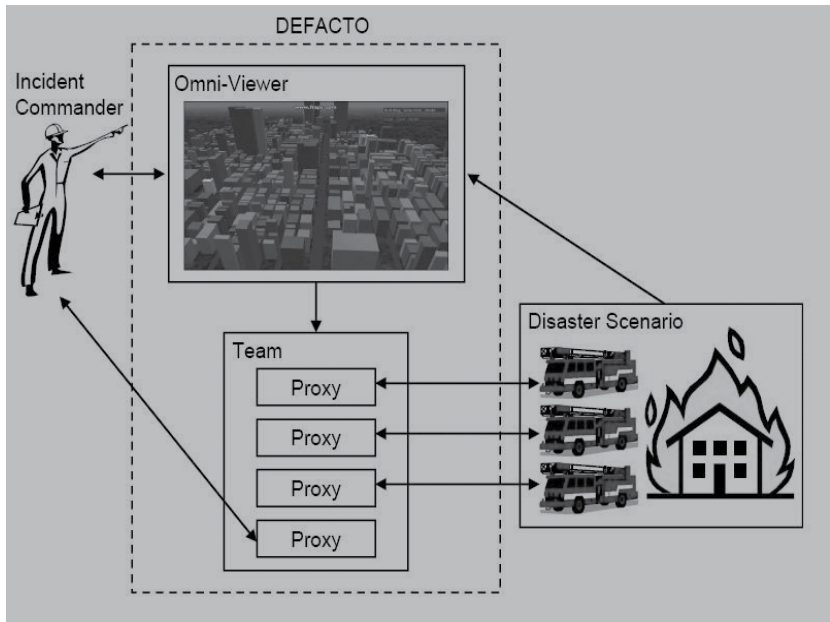 DEFACTO
Incident
Commander
Omni-Viewer
Team
Proxy
Proxy
Proxy
Proxy
Disaster Scenario